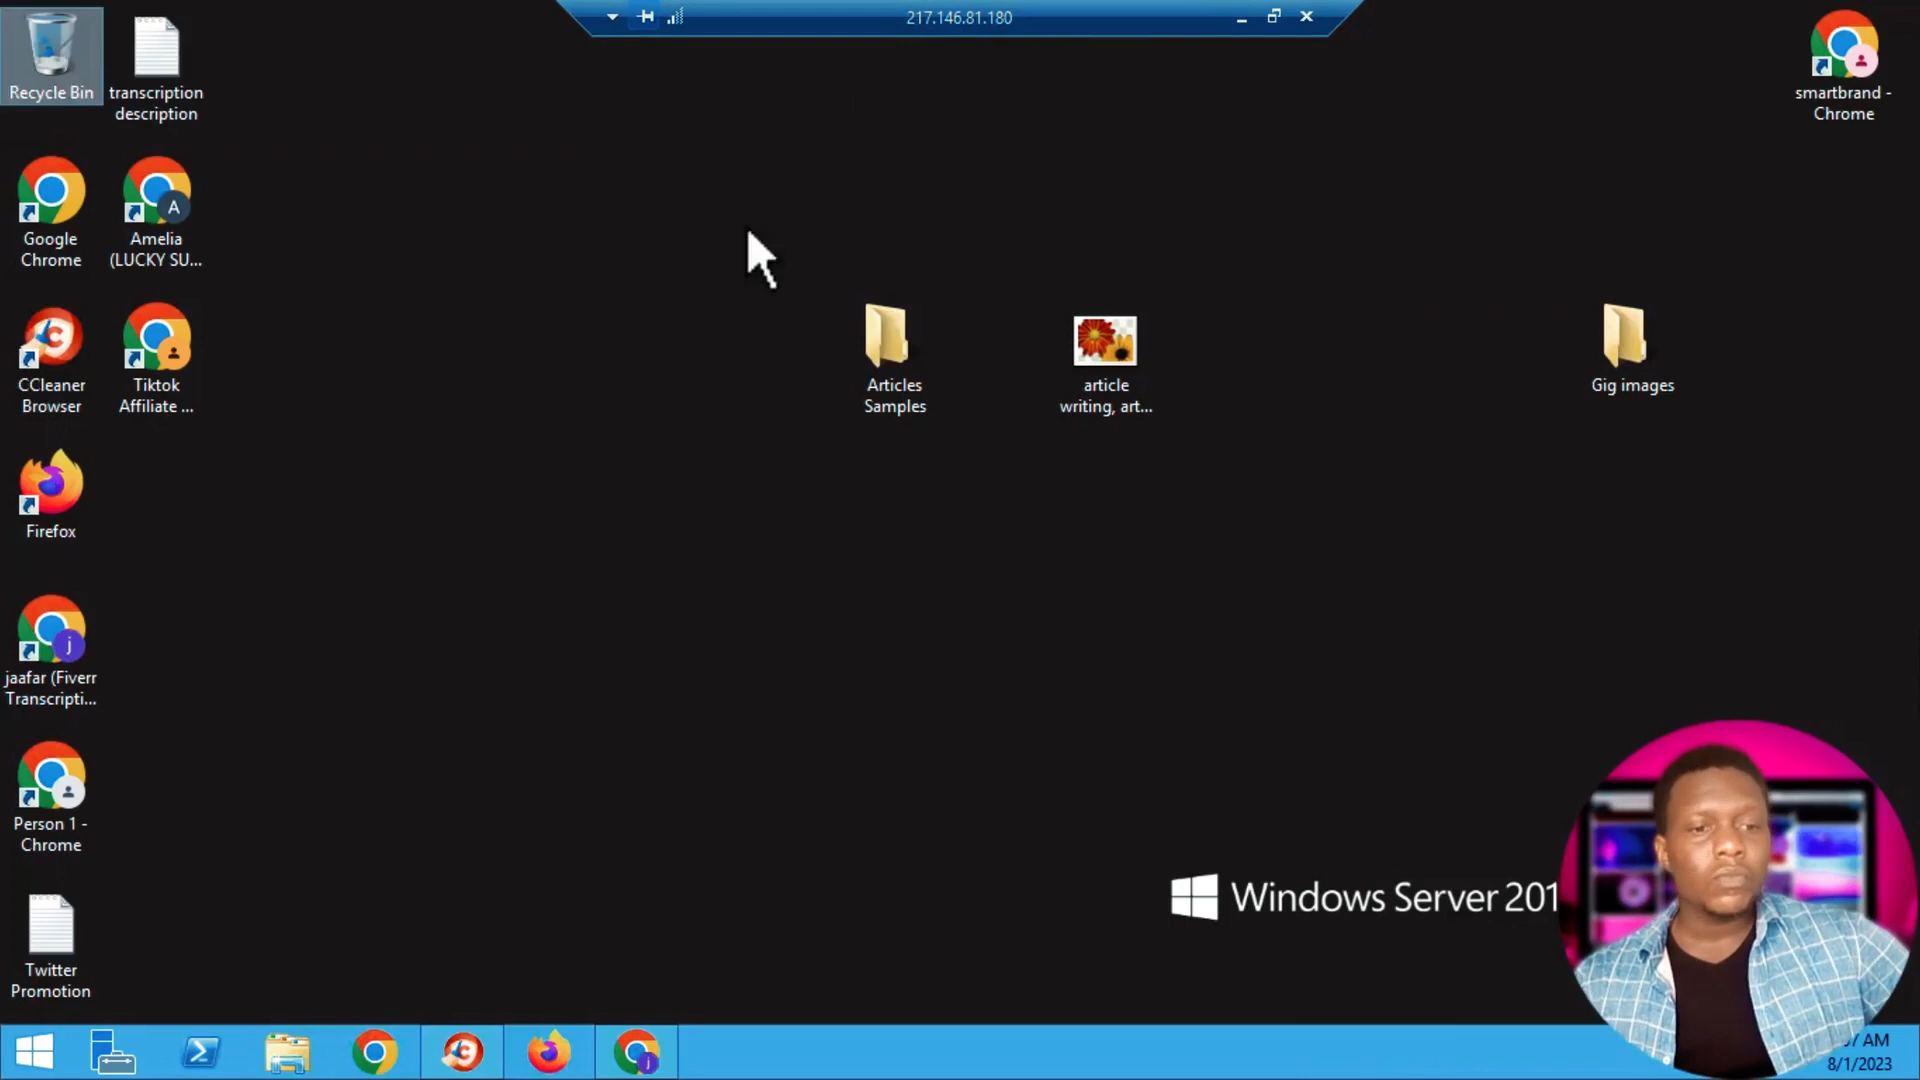 217.146.81.180
Recycle Bin
transcription
description
smartbrand -
Chrome
Google
Chrome
Amelia
(LUCKY SU...
CCleaner
Browser
Tiktok
Affiliate ...
Articles
Samples
article
writing, art...
Gig images
Firefox
jaafar (Fiverr
Transcripti...
Person 1 -
Chrome
Twitter
Promotion
A
j
Windows Server 201
7 AM
8/1/2023
j